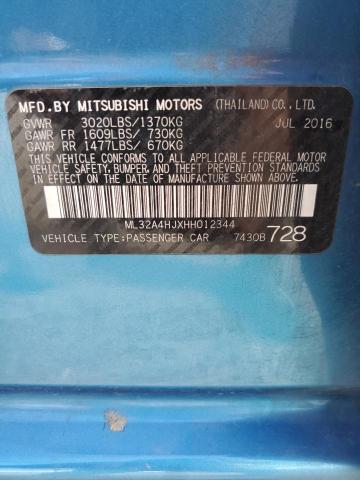 MFD.BY MITSUBISHI MOTORS (THAILAND) CO., LTD.
GVWR 3020LBS/1370KG JUL 2016
GAWR FR 1609LBS/ 730KG
GAWR RR 1477LBS/ 670KG
THIS VEHICLE CONFORMS TO ALL APPLICABLE FEDERAL MOTOR
VEHICLE SAFETY, BUMPER, AND THEFT PREVENTION STANDARDS
IN EFFECT ON THE DATE OF MANUFACTURE SHOWN ABOVE.
ML32A4HJXHH012344
VEHICLE TYPE:PASSENGER CAR 7430B 728